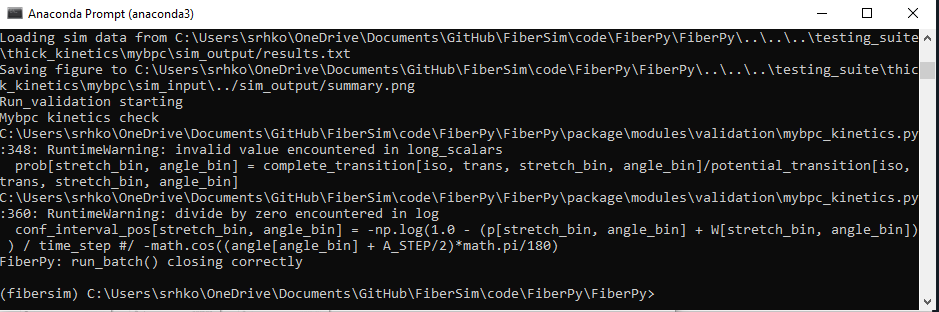 Anaconda Prompt (anaconda3)
Loading sim data from C:\Users\srhko\OneDrive\Documents\GitHub\FiberSim\code\FiberPy\FiberPy\..\..\..\testing_suite
\thick_kinetics\mybpc\sim_output/results.txt
Saving figure to C:\Users\srhko\OneDrive\Documents\GitHub\FiberSim\code\FiberPy\FiberPy\..\..\..\testing_suite\thic
k_kinetics\mybpc\sim_input\../sim_output/summary.png
Run_validation starting
Mybpc kinetics check
C:\Users\srhko\OneDrive\Documents\GitHub\FiberSim\code\FiberPy\FiberPy\package\modules\validation\mybpc_kinetics.py
:348: RuntimeWarning: invalid value encountered in long_scalars
  prob[stretch_bin, angle_bin] = complete_transition[iso, trans, stretch_bin, angle_bin]/potential_transition[iso,
trans, stretch_bin, angle_bin]
C:\Users\srhko\OneDrive\Documents\GitHub\FiberSim\code\FiberPy\FiberPy\package\modules\validation\mybpc_kinetics.py
:360: RuntimeWarning: divide by zero encountered in log
  conf_interval_pos[stretch_bin, angle_bin] = -np.log(1.0 - (p[stretch_bin, angle_bin] + W[stretch_bin, angle_bin])
 ) / time_step #/ -math.cos((angle[angle_bin] + A_STEP/2)*math.pi/180)
FiberPy: run_batch() closing correctly
(fibersim) C:\Users\srhko\OneDrive\Documents\GitHub\FiberSim\code\FiberPy\FiberPy>